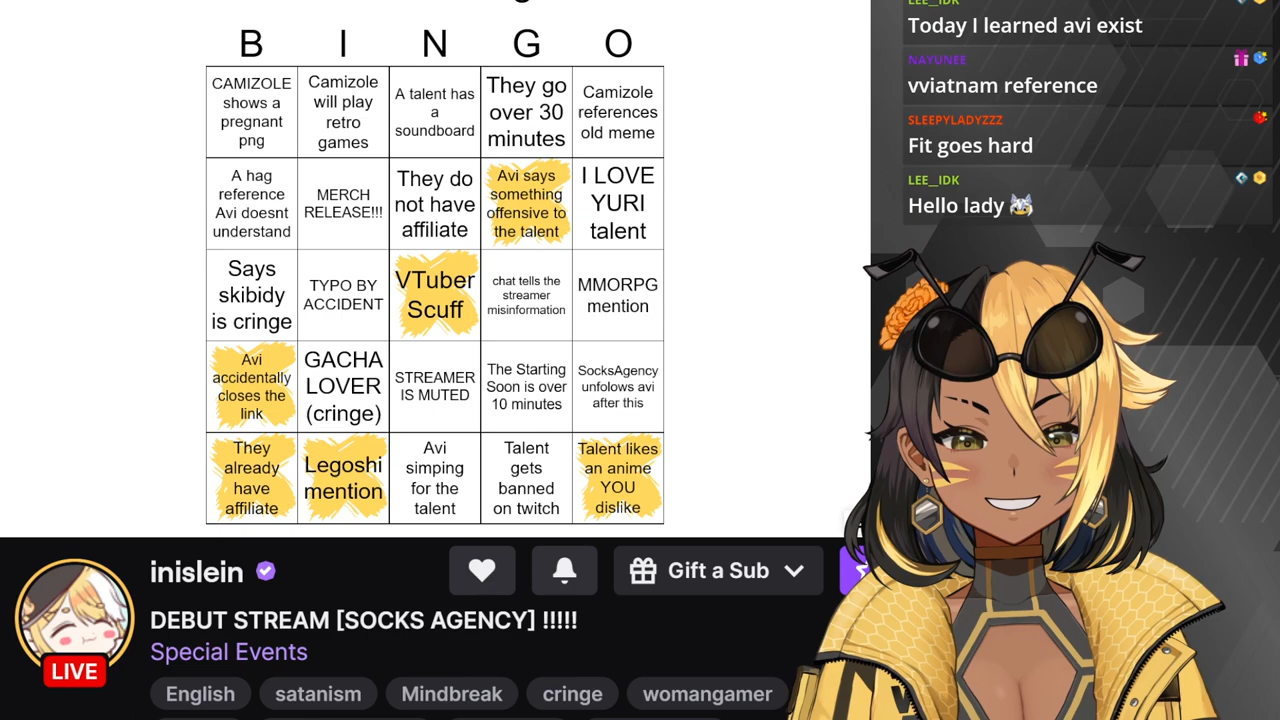 B I N G O
CAMIZOLE
shows a
pregnant
png
Camizole
will play
retro
games
A talent has
a
soundboard
They go
over 30
minutes
Camizole
references
old meme
A hag
reference
Avi doesnt
understand
MERCH
RELEASE!!!
They do
not have
affiliate
Avi says
something
offensive to
the talent
I LOVE
YURI
talent
Says
skibidy
is cringe
TYPO BY
ACCIDENT
VTuber
Scuff
chat tells the
streamer
misinformation
MMORPG
mention
Avi
accidentally
closes the
link
GACHA
LOVER
(cringe)
STREAMER
IS MUTED
The Starting
Soon is over
10 minutes
SocksAgency
unfolows avi
after this
They
already
have
affiliate
Legoshi
mention
Avi
simping
for the
talent
Talent
gets
banned
on twitch
Talent likes
an anime
YOU
dislike
LEE__IDK
Today I learned avi exist
NAYUNEE
vviatnam reference
SLEEPYLADYZZZ
Fit goes hard
LEE__IDK
Hello lady
inislein
Gift a Sub
DEBUT STREAM [SOCKS AGENCY] !!!!!
Special Events
LIVE
English satanism Mindbreak cringe womangamer